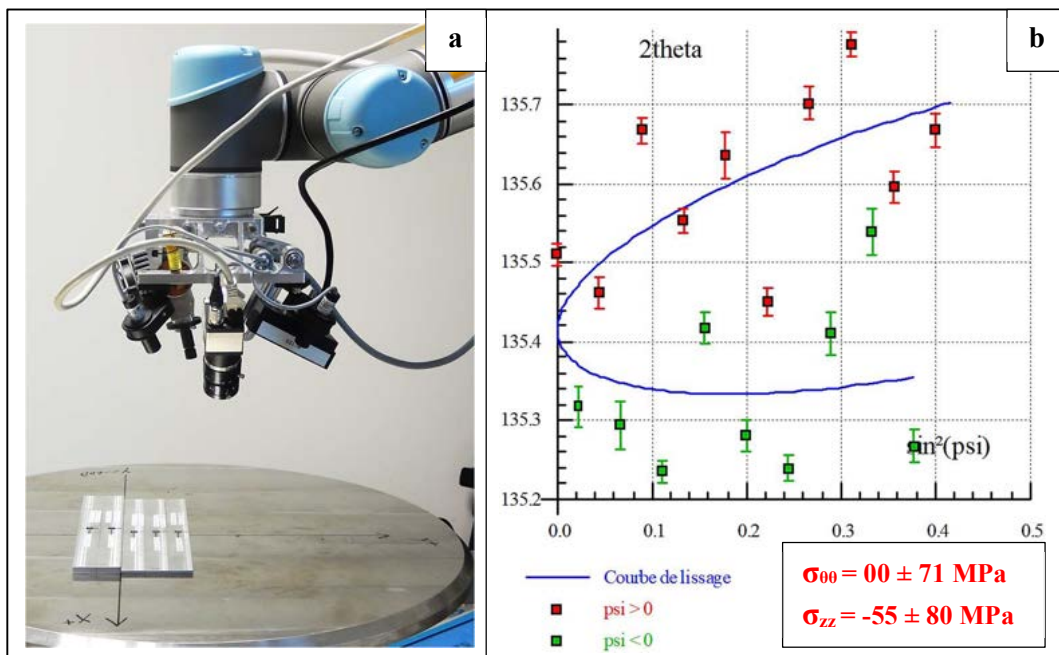 a
b
2theta
135.7
135.6
135.5
135.4
135.3
135.2
sin²(psi)
0.0 0.1 0.2 0.3 0.4 0.5
Courbe de lissage
psi > 0
psi < 0
σθθ = 00 ± 71 MPa
σzz = -55 ± 80 MPa
X+